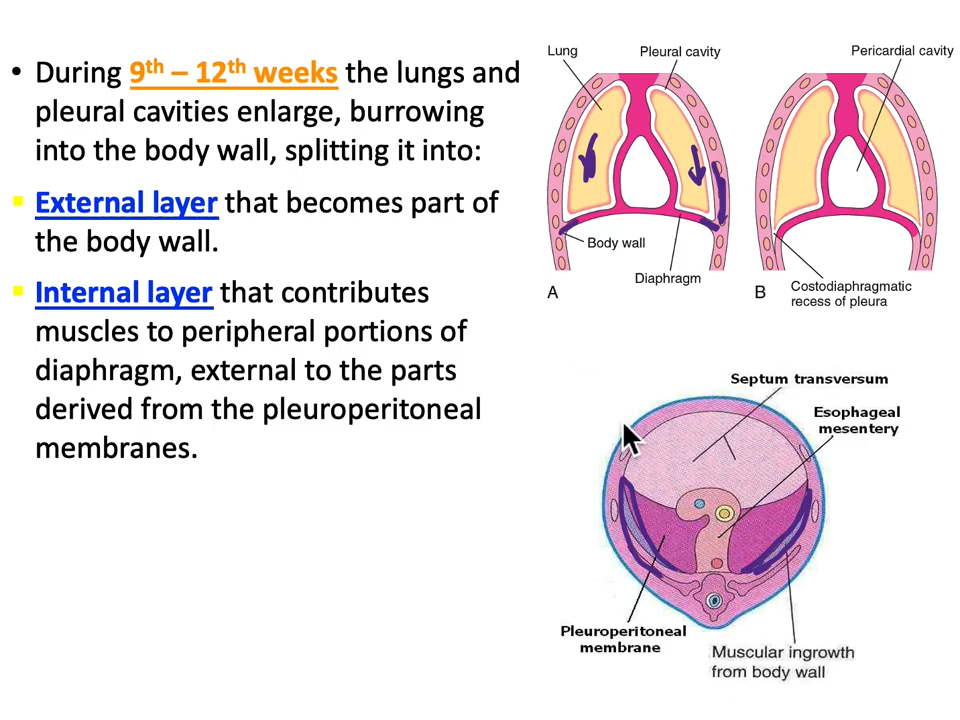 • During 9th – 12th weeks the lungs and
pleural cavities enlarge, burrowing
into the body wall, splitting it into:
External layer that becomes part of
the body wall.
Internal layer that contributes
muscles to peripheral portions of
diaphragm, external to the parts
derived from the pleuroperitoneal
membranes.
Lung
Pleural cavity
Body wall
Diaphragm
A
Pericardial cavity
B
Costodiaphragmatic
recess of pleura
Septum transversum
Esophageal
mesentery
Pleuroperitoneal
membrane
Muscular ingrowth
from body wall